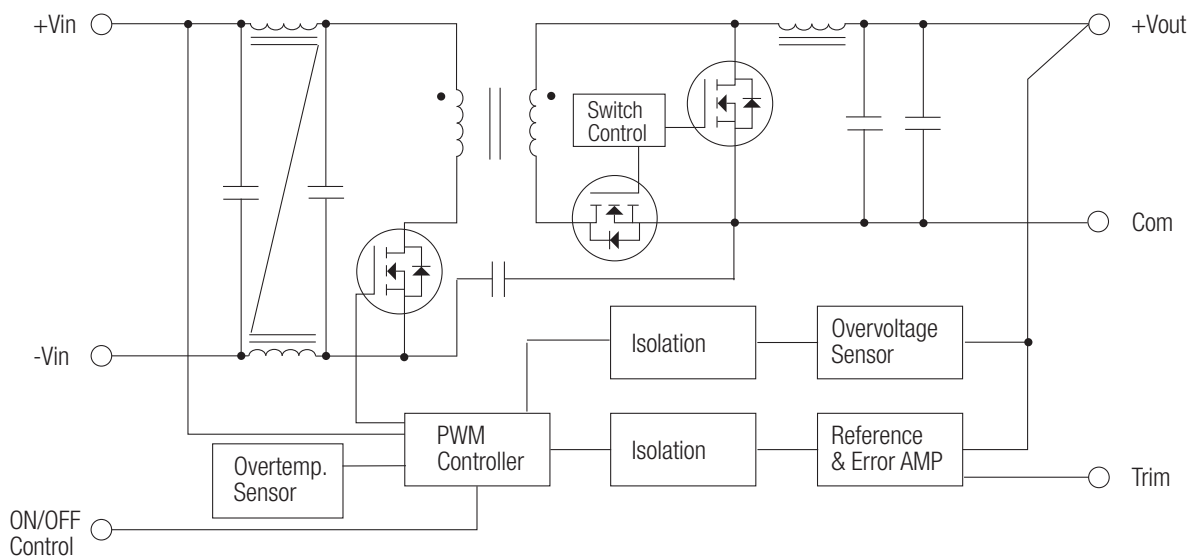 +Vin
+Vout
Switch
Control
Com
-Vin
Isolation
Overvoltage
Sensor
PWM
Controller
Isolation
Reference
& Error AMP
Overtemp.
Sensor
Trim
ON/OFF
Control